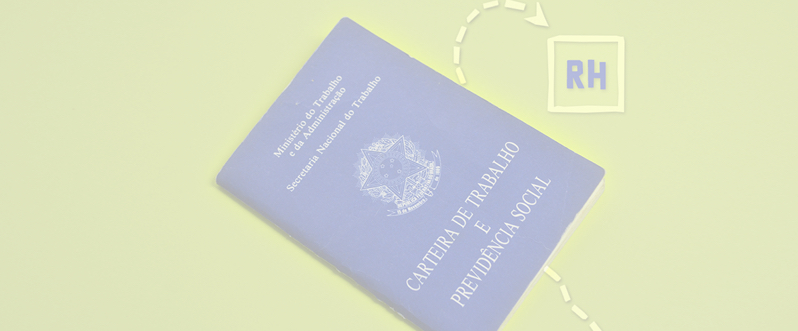 Ministério do Trabalho
e da Administração
Secretaria Nacional do Trabalho
CARTEIRA DE TRABALHO
E
PREVIDÊNCIA SOCIAL
RH